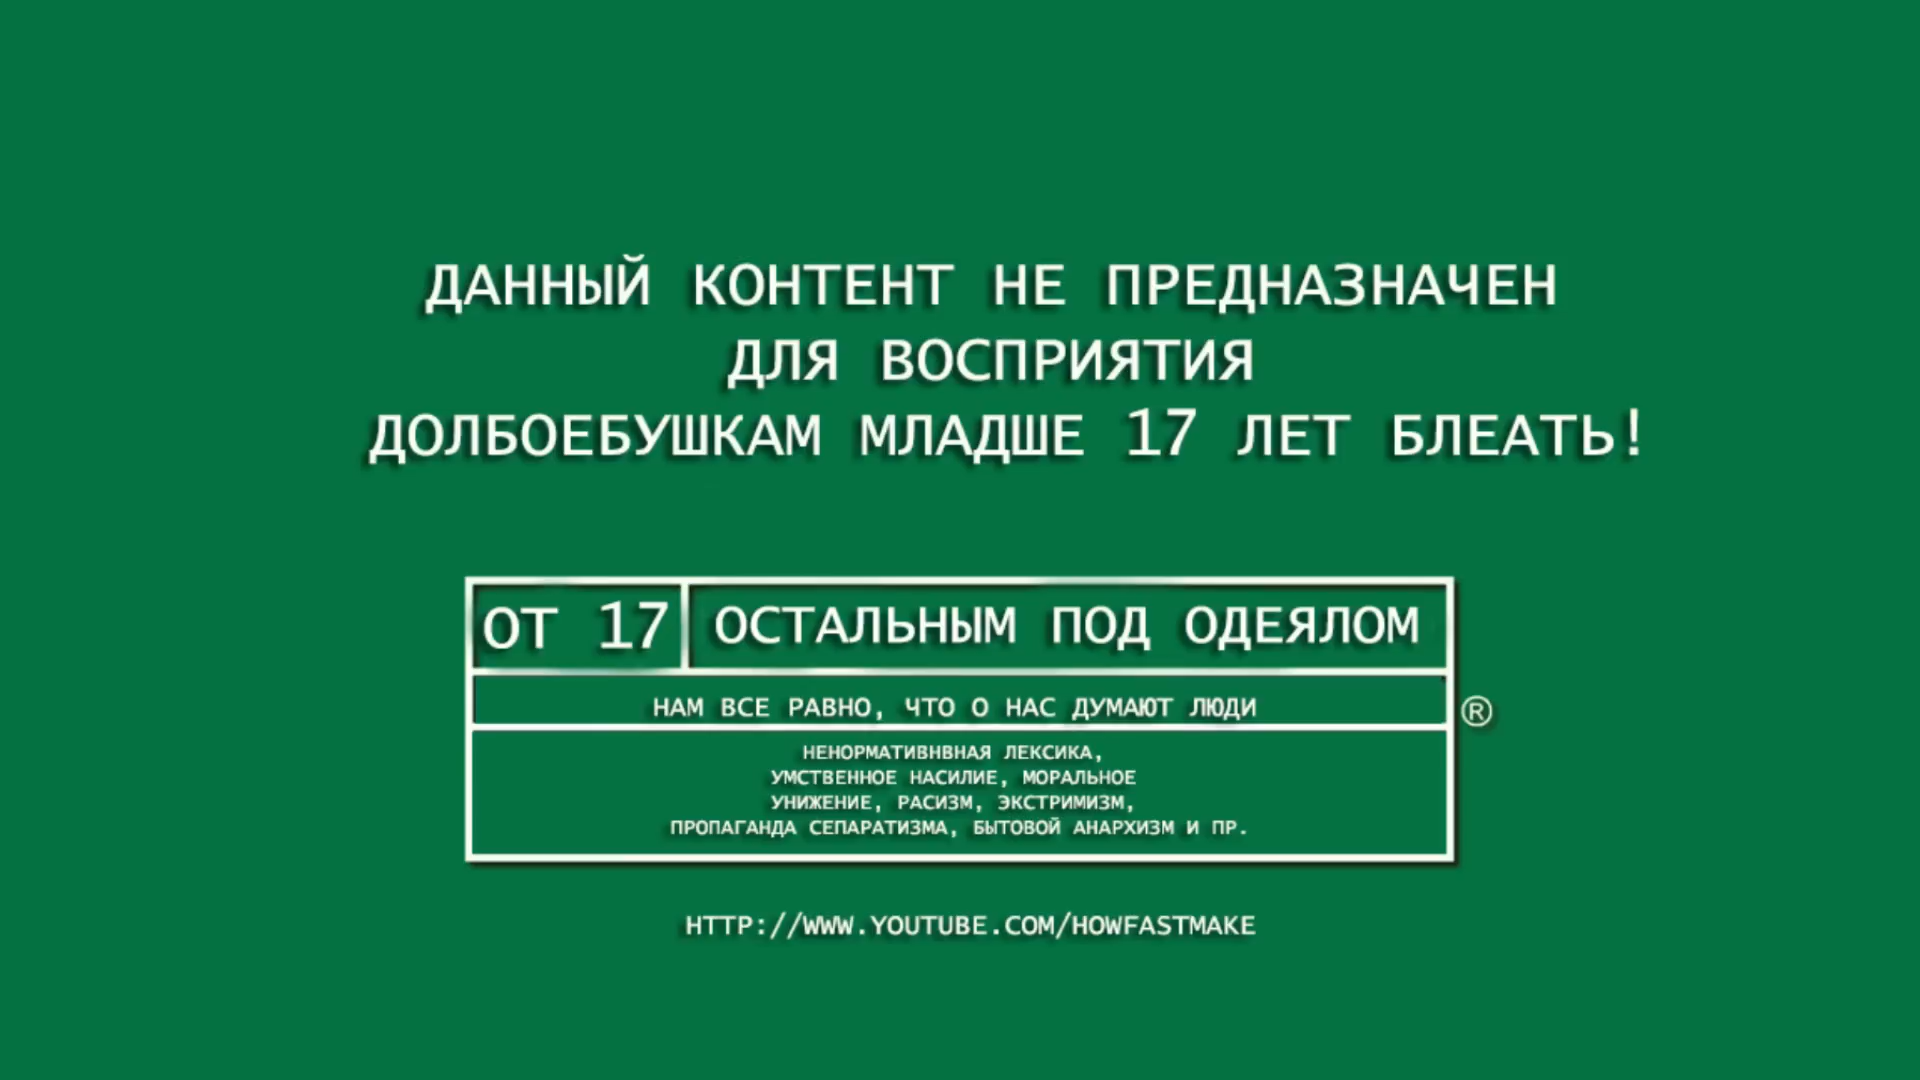 ДАННЫЙ КОНТЕНТ НЕ ПРЕДНАЗНАЧЕН
ДЛЯ ВОСПРИЯТИЯ
ДОЛБОЕБУШКАМ МЛАДШЕ 17 ЛЕТ БЛЕАТЬ!
ОТ 17 ОСТАЛЬНЫМ ПОД ОДЕЯЛОМ
НАМ ВСЕ РАВНО, ЧТО О НАС ДУМАЮТ ЛЮДИ
®
НЕНОРМАТИВНВНАЯ ЛЕКСИКА,
УМСТВЕННОЕ НАСИЛИЕ, МОРАЛЬНОЕ
УНИЖЕНИЕ, РАСИЗМ, ЭКСТРИМИЗМ,
ПРОПАГАНДА СЕПАРАТИЗМА, БЫТОВОЙ АНАРХИЗМ И ПР.
HTTP://WWW.YOUTUBE.COM/HOWFASTMAKE